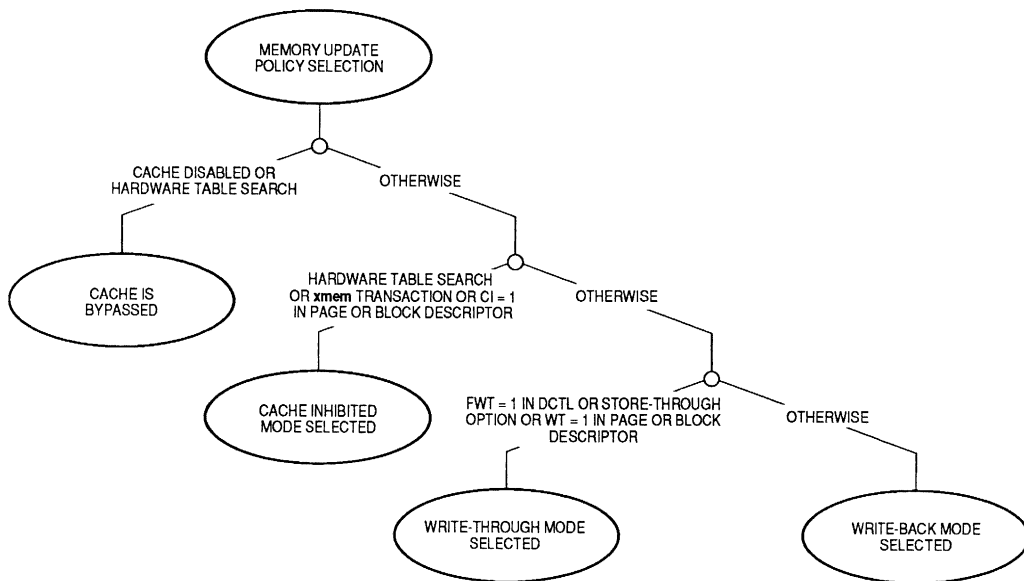 MEMORY UPDATE
POLICY SELECTION
CACHE DISABLED OR
HARDWARE TABLE SEARCH
OTHERWISE
CACHE IS
BYPASSED
HARDWARE TABLE SEARCH
OR xmem TRANSACTION OR CI = 1
IN PAGE OR BLOCK DESCRIPTOR
OTHERWISE
CACHE INHIBITED
MODE SELECTED
FWT = 1 IN DCTL OR STORE-THROUGH
OPTION OR WT = 1 IN PAGE OR BLOCK
DESCRIPTOR
OTHERWISE
WRITE-THROUGH MODE
SELECTED
WRITE-BACK MODE
SELECTED